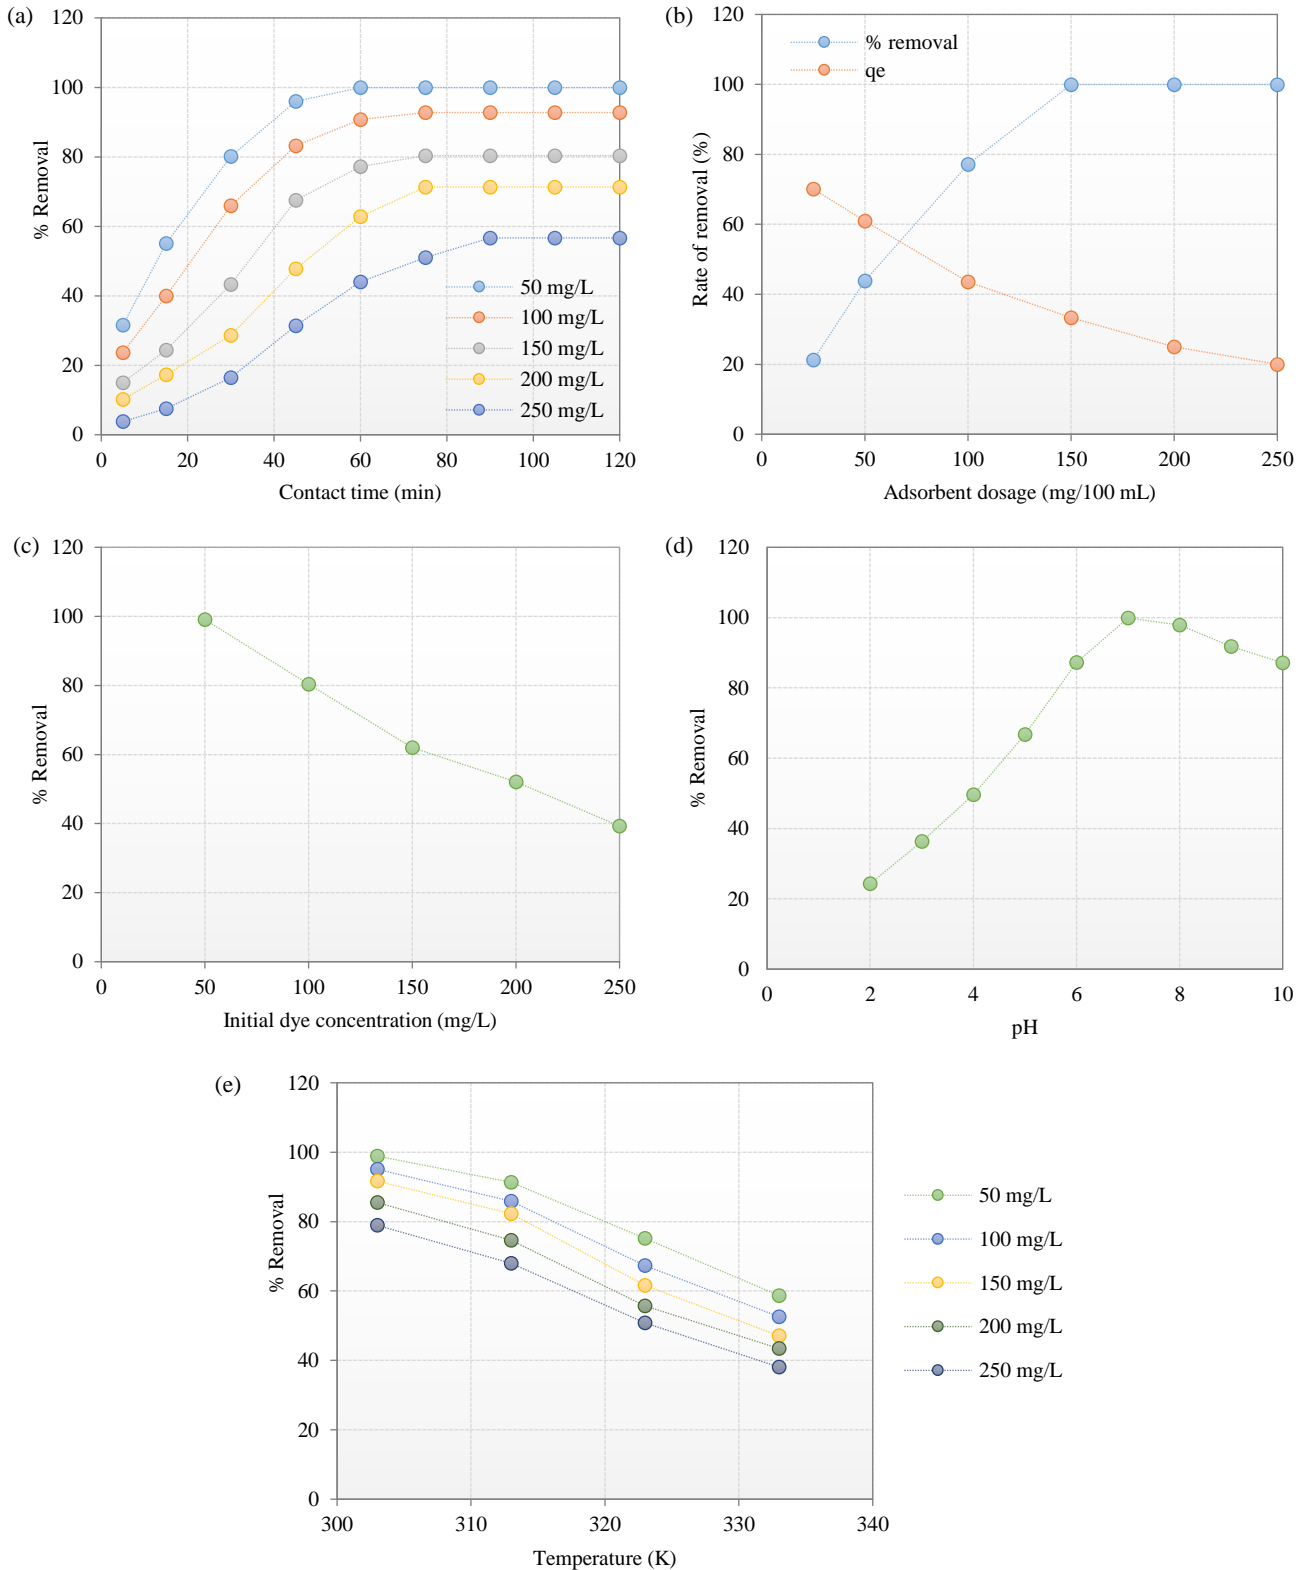 (a)
120
100
80
60
40
20
0
% Removal
50 mg/L
100 mg/L
150 mg/L
200 mg/L
250 mg/L
0 20 40 60 80 100 120
Contact time (min)
(b)
120
100
80
60
40
20
0
Rate of removal (%)
% removal
qe
0 50 100 150 200 250
Adsorbent dosage (mg/100 mL)
(c)
120
100
80
60
40
20
0
% Removal
0 50 100 150 200 250
Initial dye concentration (mg/L)
(d)
120
100
80
60
40
20
0
% Removal
0 2 4 6 8 10
pH
(e)
120
100
80
60
40
20
0
% Removal
300 310 320 330 340
Temperature (K)
50 mg/L
100 mg/L
150 mg/L
200 mg/L
250 mg/L